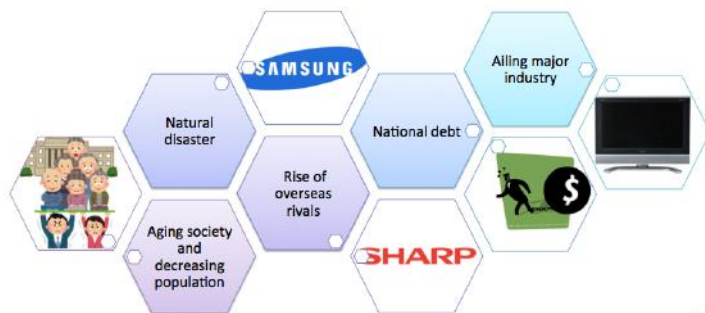 SAMSUNG
Ailing major
industry
Natural
disaster
National debt
Rise of
overseas
rivals
$
Aging society
and
decreasing
population
SHARP